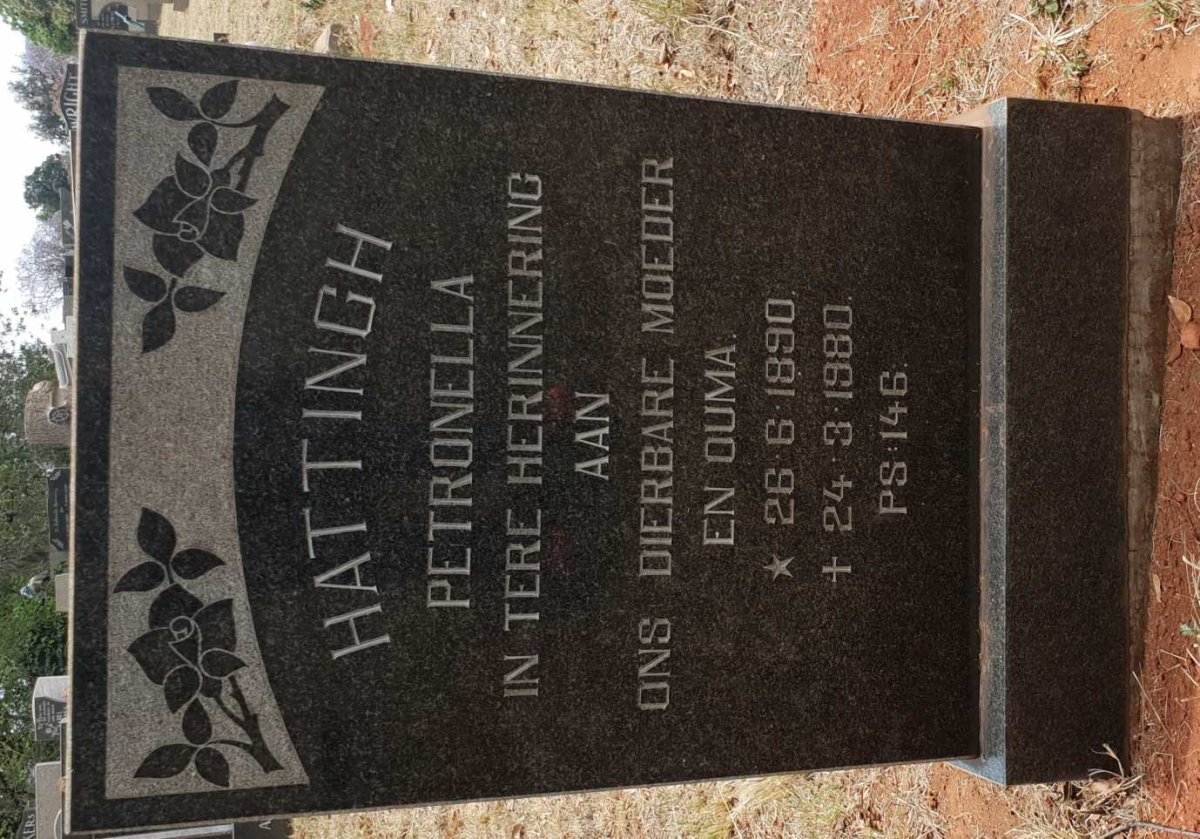 HATTINGH
PETRONELLA
IN TERE HERINNERING
AAN
ONS DIERBARE MOEDER
EN OUMA.
★ 26·6·1890.
✝ 24·3·1980.
PS:146.